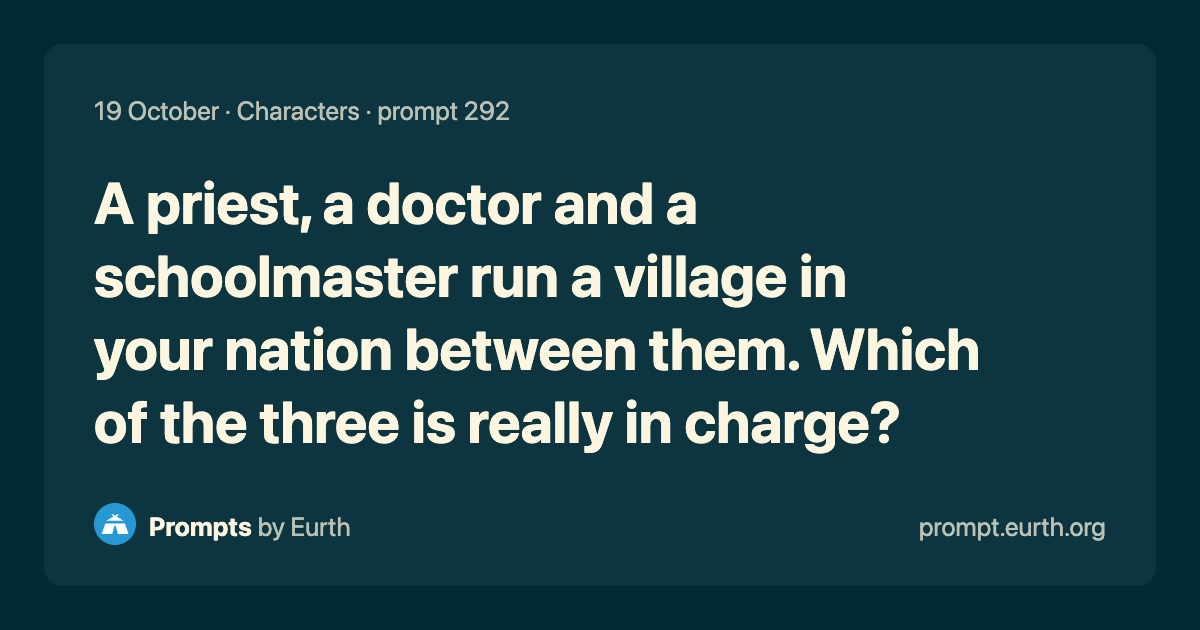 19 October · Characters · prompt 292
A priest, a doctor and a
schoolmaster run a village in
your nation between them. Which
of the three is really in charge?
Prompts by Eurth
prompt.eurth.org